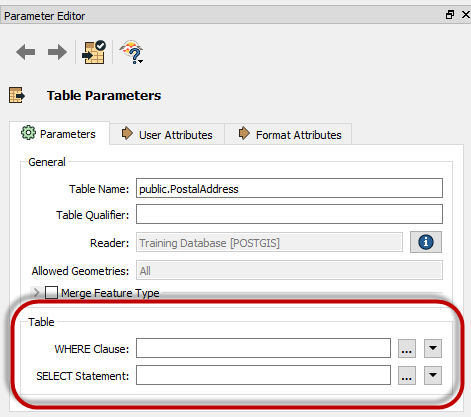 Parameter Editor
Table Parameters
Parameters
User Attributes
Format Attributes
General
Table Name: public.PostalAddress
Table Qualifier:
Reader: Training Database [POSTGIS]
Allowed Geometries: All
Merge Feature Type
Table
WHERE Clause: ...
SELECT Statement: ...